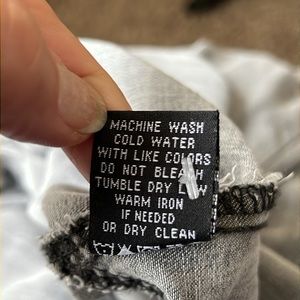 MACHINE WASH
COLD WATER
WITH LIKE COLORS
DO NOT BLEACH
TUMBLE DRY LOW
WARM IRON
IF NEEDED
OR DRY CLEAN